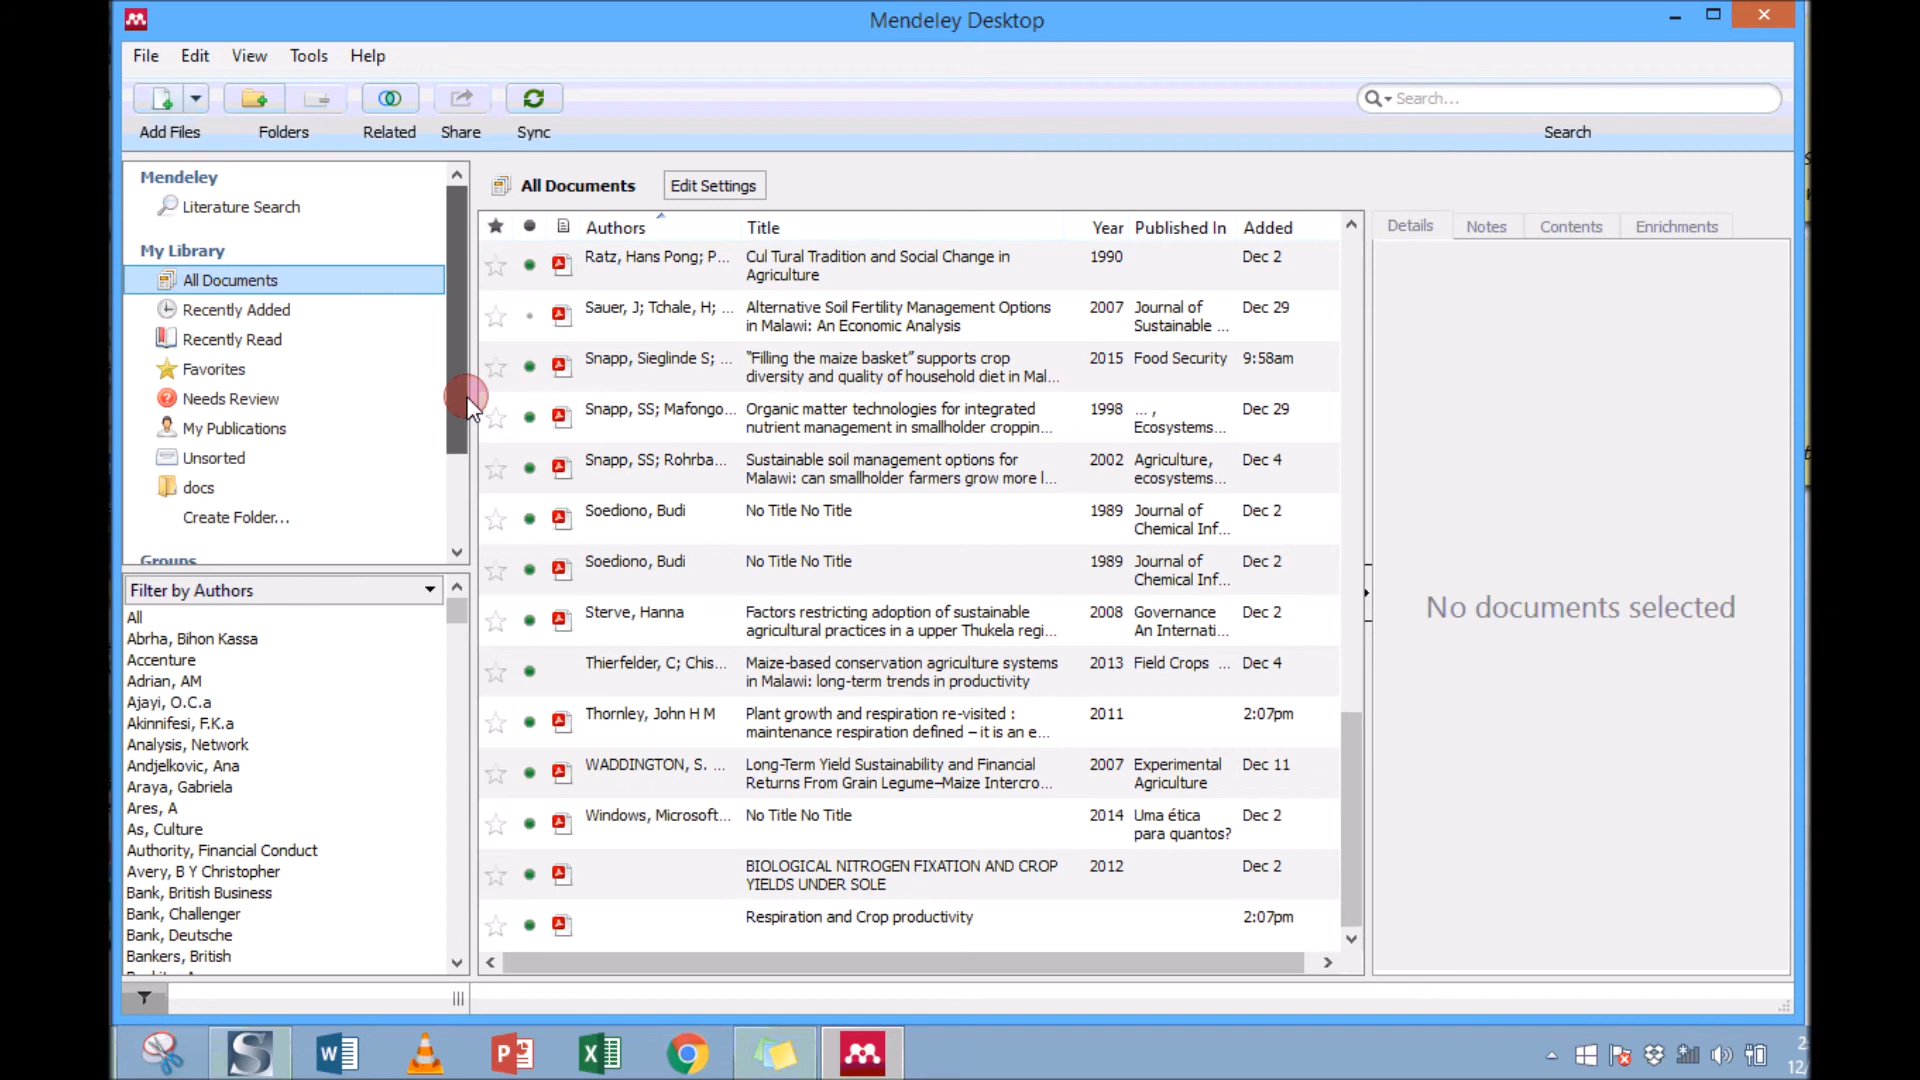 Mendeley Desktop
File Edit View Tools Help
Search...
Add Files Folders Related Share Sync Search
Mendeley
Literature Search
My Library
All Documents
Recently Added
Recently Read
Favorites
Needs Review
My Publications
Unsorted
docs
Create Folder...
Groups
Filter by Authors
All
Abrha, Bihon Kassa
Accenture
Adrian, AM
Ajayi, O.C.a
Akinnifesi, F.K.a
Analysis, Network
Andjelkovic, Ana
Araya, Gabriela
Ares, A
As, Culture
Authority, Financial Conduct
Avery, B Y Christopher
Bank, British Business
Bank, Challenger
Bank, Deutsche
Bankers, British
All Documents Edit Settings
Authors Title Year Published In Added
Ratz, Hans Pong; P... Cul Tural Tradition and Social Change in 1990 Dec 2
Agriculture
Sauer, J; Tchale, H; ... Alternative Soil Fertility Management Options 2007 Journal of Dec 29
in Malawi: An Economic Analysis Sustainable ...
Snapp, Sieglinde S; ... "Filling the maize basket" supports crop 2015 Food Security 9:58am
diversity and quality of household diet in Mal...
Snapp, SS; Mafongo... Organic matter technologies for integrated 1998 ... , Dec 29
nutrient management in smallholder croppin... Ecosystems...
Snapp, SS; Rohrba... Sustainable soil management options for 2002 Agriculture, Dec 4
Malawi: can smallholder farmers grow more l... ecosystems...
Soediono, Budi No Title No Title 1989 Journal of Dec 2
Chemical Inf...
Soediono, Budi No Title No Title 1989 Journal of Dec 2
Chemical Inf...
Sterve, Hanna Factors restricting adoption of sustainable 2008 Governance Dec 2
agricultural practices in a upper Thukela regi... An Internati...
Thierfelder, C; Chis... Maize-based conservation agriculture systems 2013 Field Crops ... Dec 4
in Malawi: long-term trends in productivity
Thornley, John H M Plant growth and respiration re-visited : 2011 2:07pm
maintenance respiration defined – it is an e...
WADDINGTON, S. ... Long-Term Yield Sustainability and Financial 2007 Experimental Dec 11
Returns From Grain Legume–Maize Intercro... Agriculture
Windows, Microsoft... No Title No Title 2014 Uma ética Dec 2
para quantos?
BIOLOGICAL NITROGEN FIXATION AND CROP 2012 Dec 2
YIELDS UNDER SOLE
Respiration and Crop productivity 2:07pm
Details Notes Contents Enrichments
No documents selected